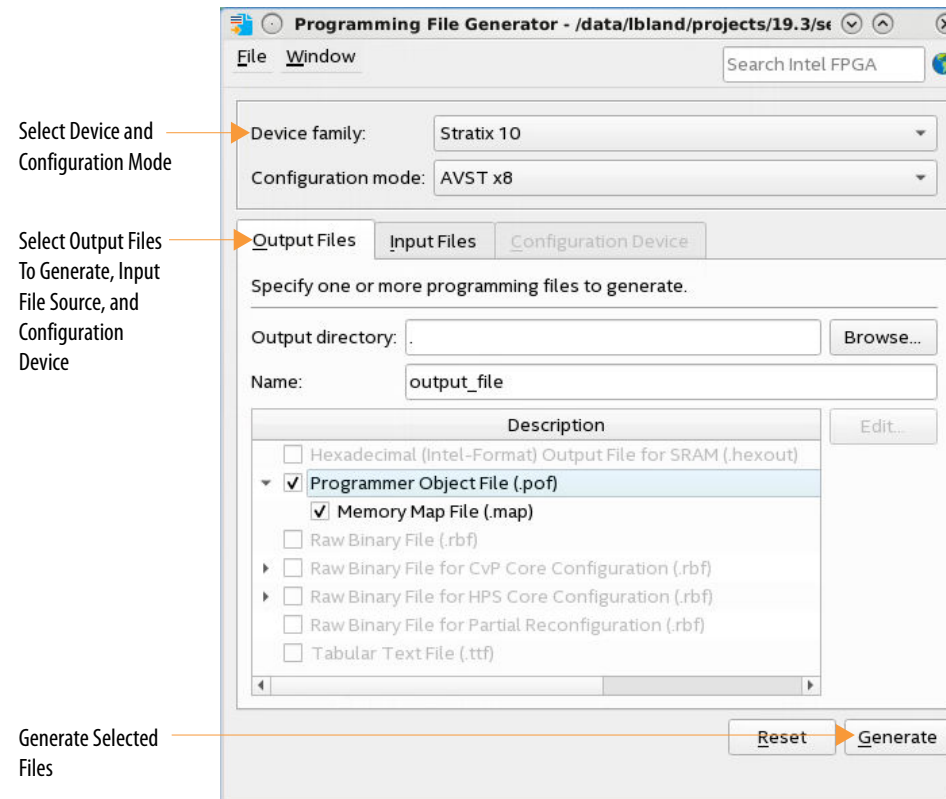 Programming File Generator - /data/lbland/projects/19.3/se
File Window
Search Intel FPGA
Select Device and
Configuration Mode
Device family: Stratix 10
Configuration mode: AVST x8
Select Output Files
To Generate, Input
File Source, and
Configuration
Device
Output Files Input Files Configuration Device
Specify one or more programming files to generate.
Output directory: . Browse...
Name: output_file
Description
Edit...
Hexadecimal (Intel-Format) Output File for SRAM (.hexout)
Programmer Object File (.pof)
Memory Map File (.map)
Raw Binary File (.rbf)
Raw Binary File for CvP Core Configuration (.rbf)
Raw Binary File for HPS Core Configuration (.rbf)
Raw Binary File for Partial Reconfiguration (.rbf)
Tabular Text File (.ttf)
Generate Selected
Files
Reset Generate